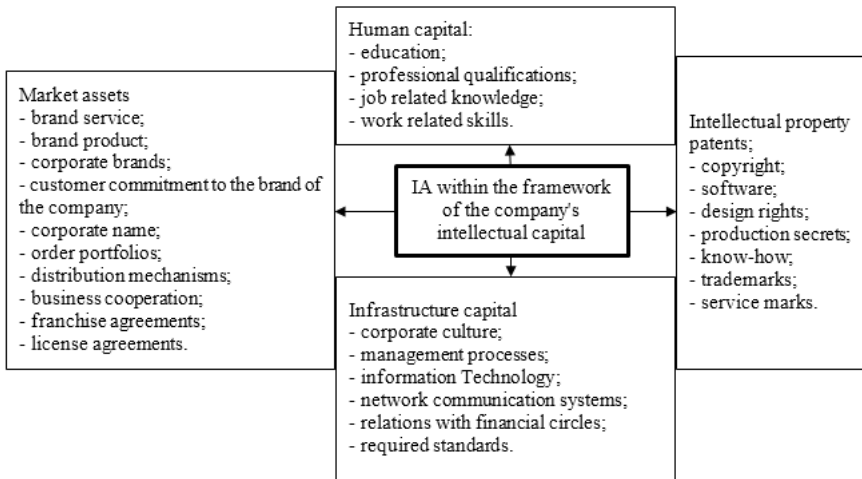 Human capital:
- education;
- professional qualifications;
- job related knowledge;
- work related skills.
Market assets
- brand service;
- brand product;
- corporate brands;
- customer commitment to the brand of
the company;
- corporate name;
- order portfolios;
- distribution mechanisms;
- business cooperation;
- franchise agreements;
- license agreements.
IA within the framework
of the company's
intellectual capital
Intellectual property
patents;
- copyright;
- software;
- design rights;
- production secrets;
- know-how;
- trademarks;
- service marks.
Infrastructure capital
- corporate culture;
- management processes;
- information Technology;
- network communication systems;
- relations with financial circles;
- required standards.